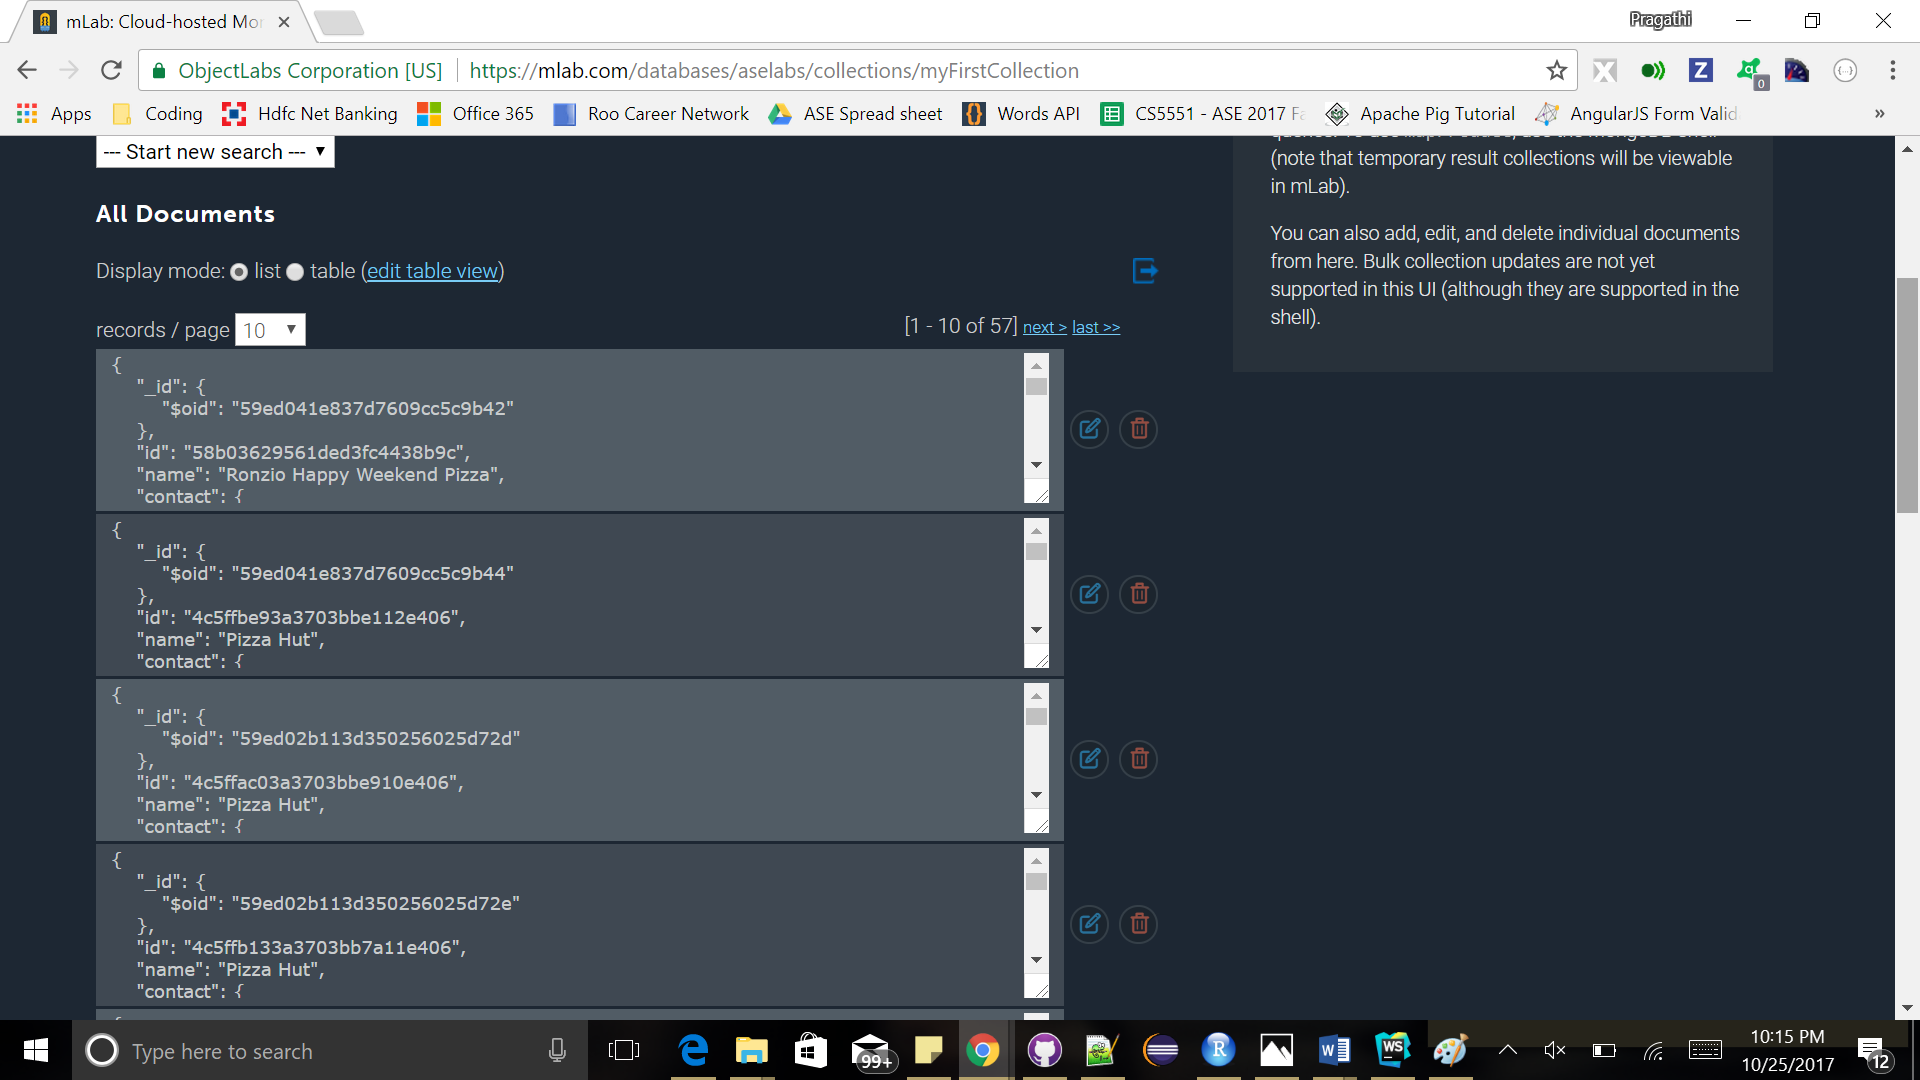 mLab: Cloud-hosted Mo
Pragathi
ObjectLabs Corporation [US] https://mlab.com/databases/aselabs/collections/myFirstCollection
Apps Coding Hdfc Net Banking Office 365 Roo Career Network ASE Spread sheet Words API CS5551 - ASE 2017 Fa Apache Pig Tutorial AngularJS Form Valid »
--- Start new search ---
(note that temporary result collections will be viewable
in mLab).
You can also add, edit, and delete individual documents
from here. Bulk collection updates are not yet
supported in this UI (although they are supported in the
shell).
All Documents
Display mode: list table (edit table view)
records / page 10
[1 - 10 of 57] next > last >>
{
"_id": {
"$oid": "59ed041e837d7609cc5c9b42"
},
"id": "58b03629561ded3fc4438b9c",
"name": "Ronzio Happy Weekend Pizza",
"contact": {
{
"_id": {
"$oid": "59ed041e837d7609cc5c9b44"
},
"id": "4c5ffbe93a3703bbe112e406",
"name": "Pizza Hut",
"contact": {
{
"_id": {
"$oid": "59ed02b113d350256025d72d"
},
"id": "4c5ffac03a3703bbe910e406",
"name": "Pizza Hut",
"contact": {
{
"_id": {
"$oid": "59ed02b113d350256025d72e"
},
"id": "4c5ffb133a3703bb7a11e406",
"name": "Pizza Hut",
"contact": {
Type here to search
99+
10:15 PM
10/25/2017
12